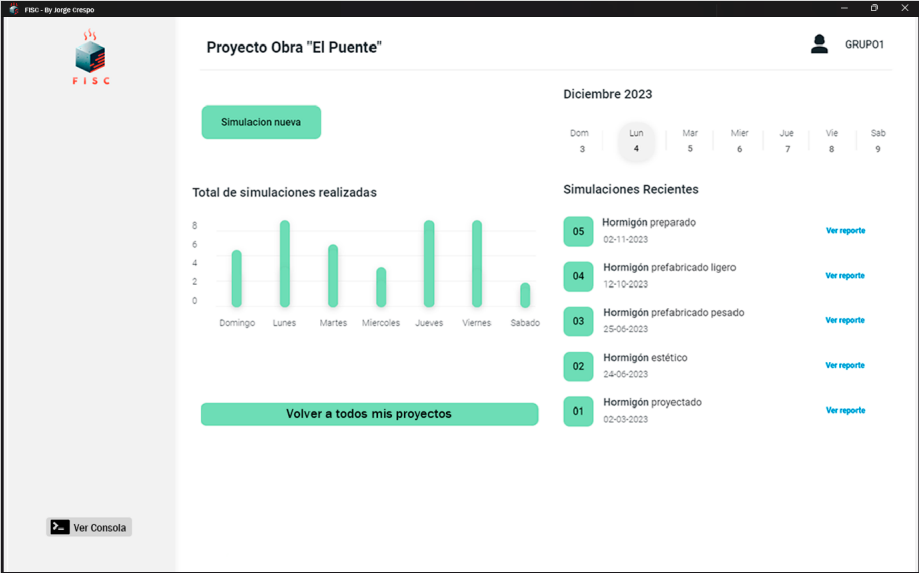 FISC - By Jorge Crespo
FISC
Proyecto Obra "El Puente"
GRUPO1
Simulacion nueva
Total de simulaciones realizadas
8
6
4
2
0
Domingo Lunes Martes Miercoles Jueves Viernes Sabado
Volver a todos mis proyectos
Diciembre 2023
Dom Lun Mar Mier Jue Vie Sab
3 4 5 6 7 8 9
Simulaciones Recientes
05 Hormigón preparado
02-11-2023
Ver reporte
04 Hormigón prefabricado ligero
12-10-2023
Ver reporte
03 Hormigón prefabricado pesado
25-06-2023
Ver reporte
02 Hormigón estético
24-06-2023
Ver reporte
01 Hormigón proyectado
02-03-2023
Ver reporte
Ver Consola